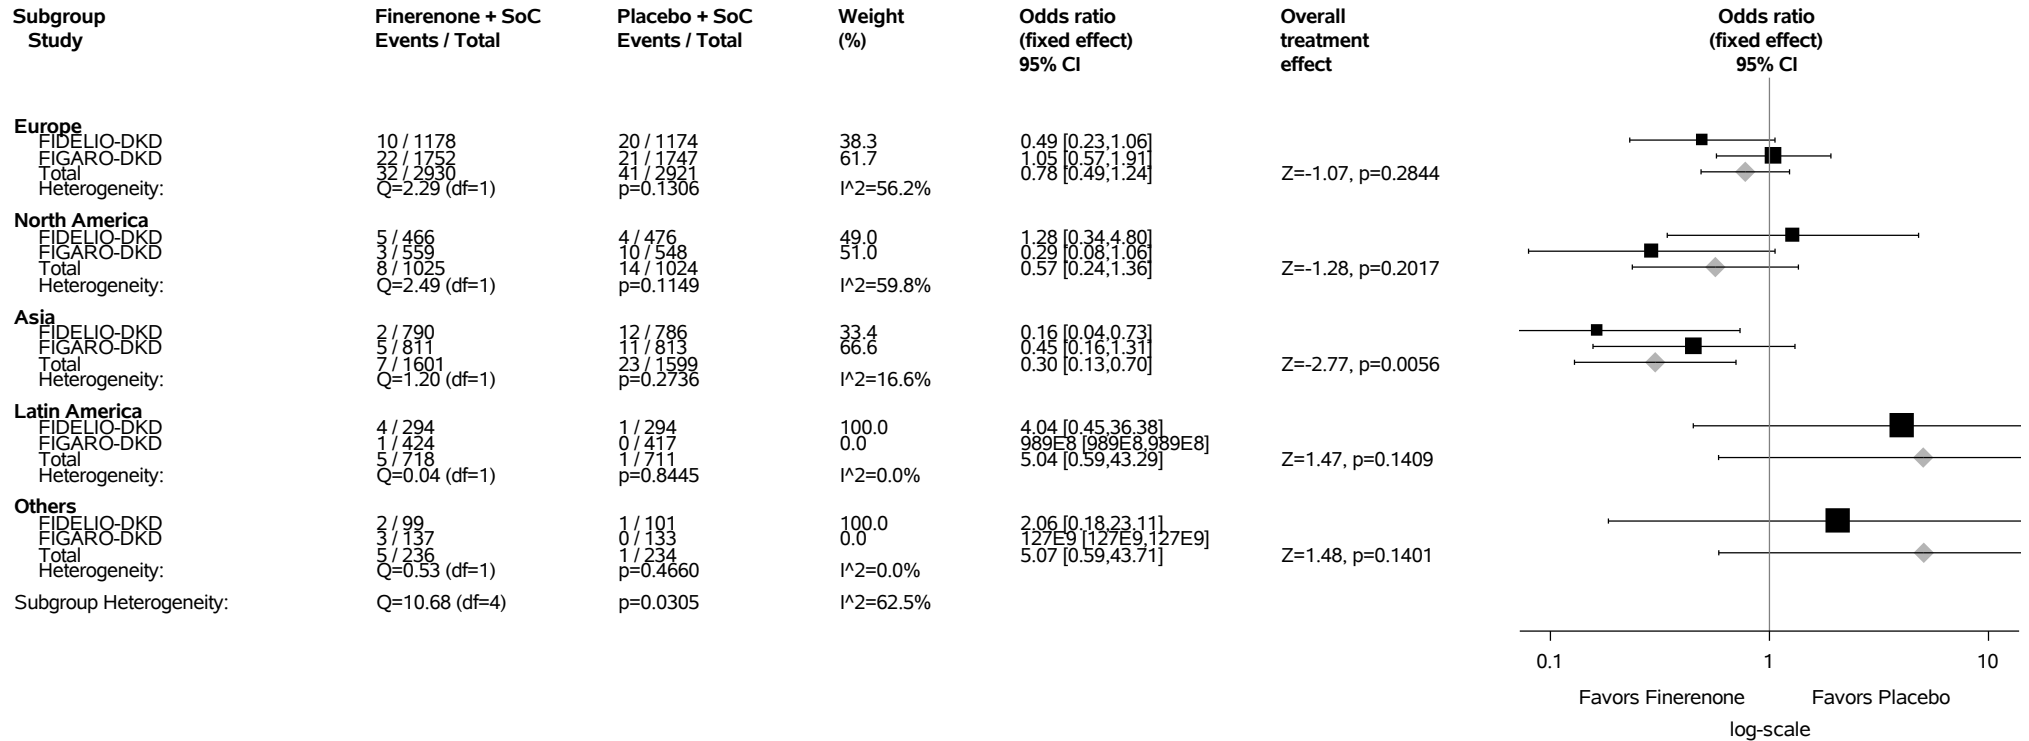 Subgroup Finerenone + SoC Placebo + SoC Weight Odds ratio Overall Odds ratio
Study Events / Total Events / Total (%) (fixed effect) treatment (fixed effect)
95% CI effect 95% CI
Europe
FIDELIO-DKD 10 / 1178 20 / 1174 38.3 0.49 [0.23,1.06]
FIGARO-DKD 22 / 1752 21 / 1747 61.7 1.05 [0.57,1.91]
Total 32 / 2930 41 / 2921 0.78 [0.49,1.24] Z=-1.07, p=0.2844
Heterogeneity: Q=2.29 (df=1) p=0.1306 I^2=56.2%
North America
FIDELIO-DKD 5 / 466 4 / 476 49.0 1.28 [0.34,4.80]
FIGARO-DKD 3 / 559 10 / 548 51.0 0.29 [0.08,1.06]
Total 8 / 1025 14 / 1024 0.57 [0.24,1.36] Z=-1.28, p=0.2017
Heterogeneity: Q=2.49 (df=1) p=0.1149 I^2=59.8%
Asia
FIDELIO-DKD 2 / 790 12 / 786 33.4 0.16 [0.04,0.73]
FIGARO-DKD 5 / 811 11 / 813 66.6 0.45 [0.16,1.31]
Total 7 / 1601 23 / 1599 0.30 [0.13,0.70] Z=-2.77, p=0.0056
Heterogeneity: Q=1.20 (df=1) p=0.2736 I^2=16.6%
Latin America
FIDELIO-DKD 4 / 294 1 / 294 100.0 4.04 [0.45,36.38]
FIGARO-DKD 1 / 424 0 / 417 0.0 989E8 [989E8,989E8]
Total 5 / 718 1 / 711 5.04 [0.59,43.29] Z=1.47, p=0.1409
Heterogeneity: Q=0.04 (df=1) p=0.8445 I^2=0.0%
Others
FIDELIO-DKD 2 / 99 1 / 101 100.0 2.06 [0.18,23.11]
FIGARO-DKD 3 / 137 0 / 133 0.0 127E9 [127E9,127E9]
Total 5 / 236 1 / 234 5.07 [0.59,43.71] Z=1.48, p=0.1401
Heterogeneity: Q=0.53 (df=1) p=0.4660 I^2=0.0%
Subgroup Heterogeneity: Q=10.68 (df=4) p=0.0305 I^2=62.5%
0.1 1 10
Favors Finerenone Favors Placebo
log-scale